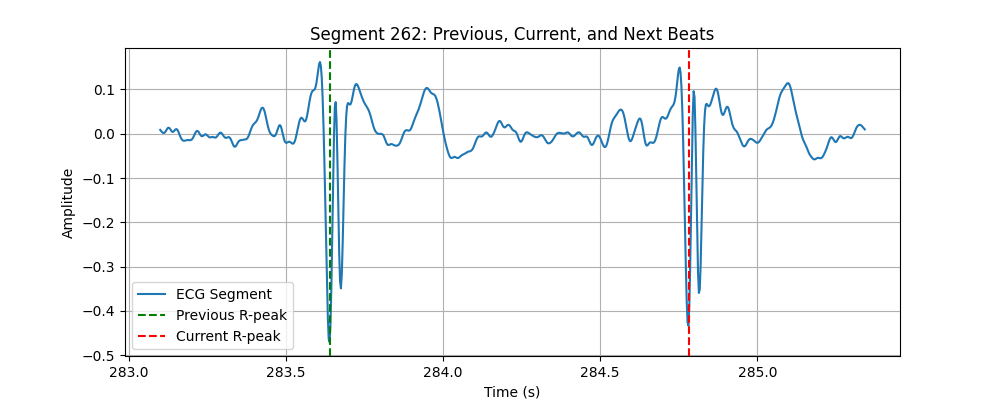 Segment 262: Previous, Current, and Next Beats
Amplitude
0.1
0.0
−0.1
−0.2
−0.3
−0.4
−0.5
ECG Segment
Previous R-peak
Current R-peak
283.0 283.5 284.0 284.5 285.0
Time (s)